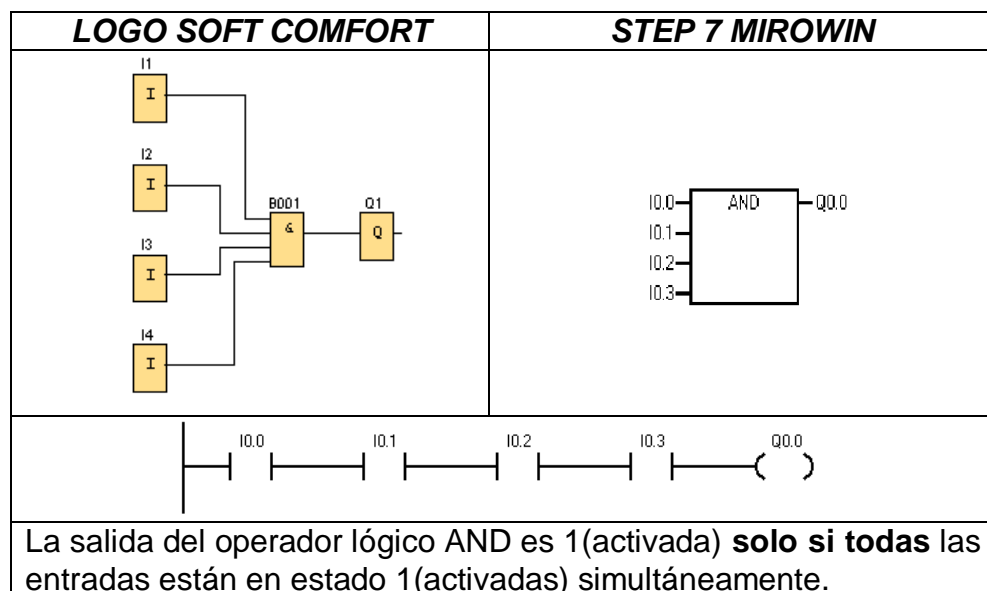 LOGO SOFT COMFORT
STEP 7 MIROWIN
I1
I
I2
I
I3
I
I4
I
B001
&
Q1
Q
I0.0
AND
Q0.0
I0.1
I0.2
I0.3
I0.0 I0.1 I0.2 I0.3 Q0.0
La salida del operador lógico AND es 1(activada) solo si todas las
entradas están en estado 1(activadas) simultáneamente.